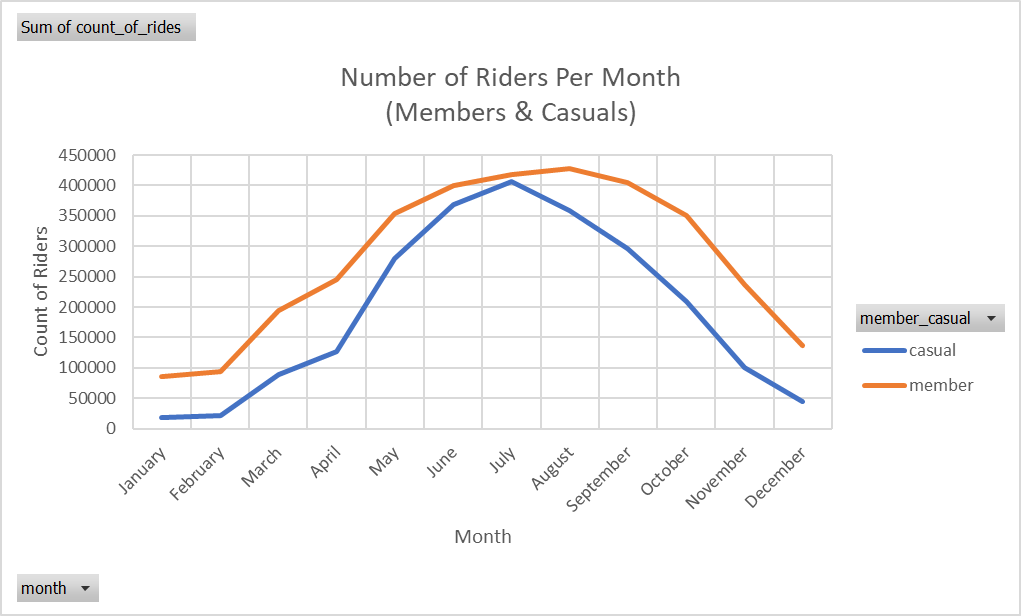 Sum of count_of_rides
Number of Riders Per Month
(Members & Casuals)
Count of Riders
450000
400000
350000
300000
250000
200000
150000
100000
50000
0
January
February
March
April
May
June
July
August
September
October
November
December
Month
member_casual
casual
member
month